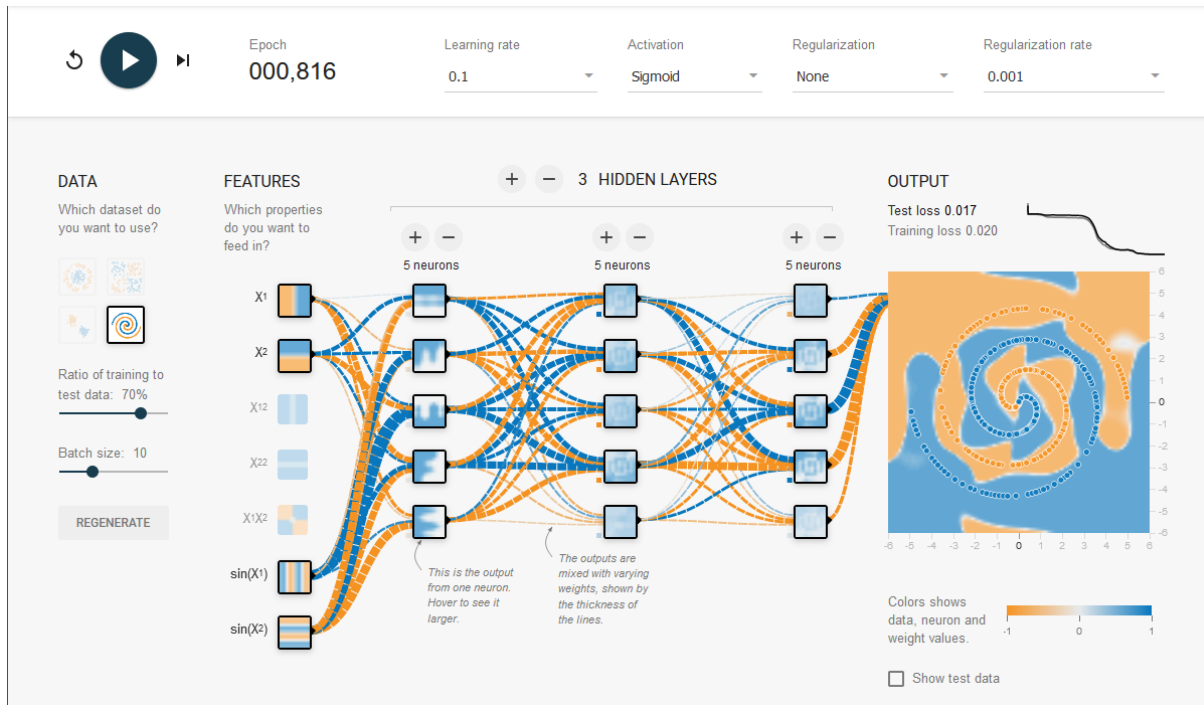 Epoch
000,816
Learning rate
0.1
Activation
Sigmoid
Regularization
None
Regularization rate
0.001
DATA
Which dataset do
you want to use?
Ratio of training to
test data: 70%
Batch size: 10
REGENERATE
FEATURES
Which properties
do you want to
feed in?
X1
X2
X12
X22
X1X2
sin(X1)
sin(X2)
+ − 3 HIDDEN LAYERS
+ −
5 neurons
+ −
5 neurons
+ −
5 neurons
This is the output
from one neuron.
Hover to see it
larger.
The outputs are
mixed with varying
weights, shown by
the thickness of
the lines.
OUTPUT
Test loss 0.017
Training loss 0.020
6
5
4
3
2
1
0
-1
-2
-3
-4
-5
-6
-6 -5 -4 -3 -2 -1 0 1 2 3 4 5 6
Colors shows
data, neuron and
weight values.
-1 0 1
Show test data